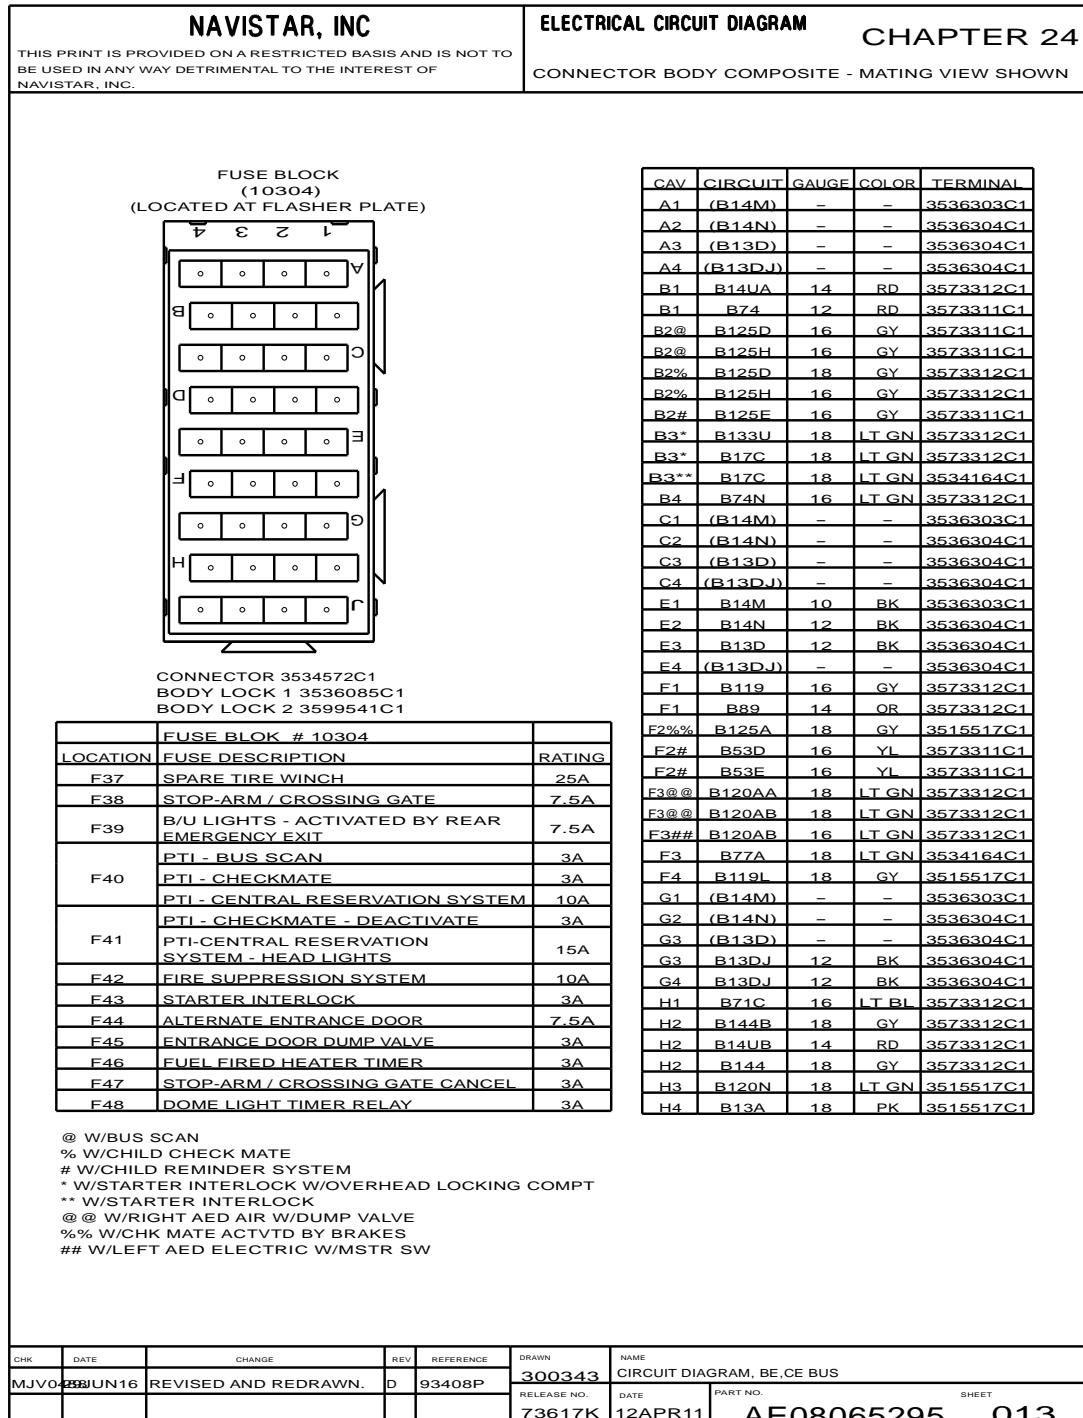 NAVISTAR, INC
THIS PRINT IS PROVIDED ON A RESTRICTED BASIS AND IS NOT TO
BE USED IN ANY WAY DETRIMENTAL TO THE INTEREST OF
NAVISTAR, INC.
ELECTRICAL CIRCUIT DIAGRAM
CHAPTER 24
CONNECTOR BODY COMPOSITE - MATING VIEW SHOWN
FUSE BLOCK
(10304)
(LOCATED AT FLASHER PLATE)
4 3 2 1
A
B
C
D
E
F
G
H
J
CONNECTOR 3534572C1
BODY LOCK 1 3536085C1
BODY LOCK 2 3599541C1
FUSE BLOK # 10304
LOCATION FUSE DESCRIPTION RATING
F37 SPARE TIRE WINCH 25A
F38 STOP-ARM / CROSSING GATE 7.5A
F39 B/U LIGHTS - ACTIVATED BY REAR
EMERGENCY EXIT 7.5A
F40 PTI - BUS SCAN 3A
PTI - CHECKMATE 3A
PTI - CENTRAL RESERVATION SYSTEM 10A
F41 PTI - CHECKMATE - DEACTIVATE 3A
PTI-CENTRAL RESERVATION
SYSTEM - HEAD LIGHTS 15A
F42 FIRE SUPPRESSION SYSTEM 10A
F43 STARTER INTERLOCK 3A
F44 ALTERNATE ENTRANCE DOOR 7.5A
F45 ENTRANCE DOOR DUMP VALVE 3A
F46 FUEL FIRED HEATER TIMER 3A
F47 STOP-ARM / CROSSING GATE CANCEL 3A
F48 DOME LIGHT TIMER RELAY 3A
@ W/BUS SCAN
% W/CHILD CHECK MATE
# W/CHILD REMINDER SYSTEM
* W/STARTER INTERLOCK W/OVERHEAD LOCKING COMPT
** W/STARTER INTERLOCK
@@ W/RIGHT AED AIR W/DUMP VALVE
%% W/CHK MATE ACTVTD BY BRAKES
## W/LEFT AED ELECTRIC W/MSTR SW
CAV CIRCUIT GAUGE COLOR TERMINAL
A1 (B14M) – – 3536303C1
A2 (B14N) – – 3536304C1
A3 (B13D) – – 3536304C1
A4 (B13DJ) – – 3536304C1
B1 B14UA 14 RD 3573312C1
B1 B74 12 RD 3573311C1
B2@ B125D 16 GY 3573311C1
B2@ B125H 16 GY 3573311C1
B2% B125D 18 GY 3573312C1
B2% B125H 16 GY 3573312C1
B2# B125E 16 GY 3573311C1
B3* B133U 18 LT GN 3573312C1
B3* B17C 18 LT GN 3573312C1
B3** B17C 18 LT GN 3534164C1
B4 B74N 16 LT GN 3573312C1
C1 (B14M) – – 3536303C1
C2 (B14N) – – 3536304C1
C3 (B13D) – – 3536304C1
C4 (B13DJ) – – 3536304C1
E1 B14M 10 BK 3536303C1
E2 B14N 12 BK 3536304C1
E3 B13D 12 BK 3536304C1
E4 (B13DJ) – – 3536304C1
F1 B119 16 GY 3573312C1
F1 B89 14 OR 3573312C1
F2%% B125A 18 GY 3515517C1
F2# B53D 16 YL 3573311C1
F2# B53E 16 YL 3573311C1
F3@@ B120AA 18 LT GN 3573312C1
F3@@ B120AB 18 LT GN 3573312C1
F3## B120AB 16 LT GN 3573312C1
F3 B77A 18 LT GN 3534164C1
F4 B119L 18 GY 3515517C1
G1 (B14M) – – 3536303C1
G2 (B14N) – – 3536304C1
G3 (B13D) – – 3536304C1
G3 B13DJ 12 BK 3536304C1
G4 B13DJ 12 BK 3536304C1
H1 B71C 16 LT BL 3573312C1
H2 B144B 18 GY 3573312C1
H2 B14UB 14 RD 3573312C1
H2 B144 18 GY 3573312C1
H3 B120N 18 LT GN 3515517C1
H4 B13A 18 PK 3515517C1
CHK DATE CHANGE REV REFERENCE
REVISED AND REDRAWN. D 93408P
DRAWN
300343
NAME
CIRCUIT DIAGRAM, BE,CE BUS
RELEASE NO.
73617K
DATE
12APR11
PART NO.
AE08065295
SHEET
013